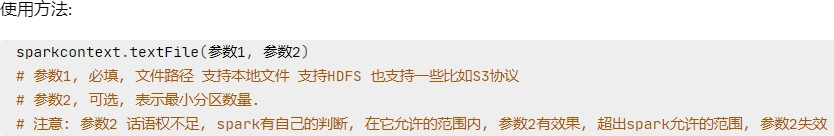 使用方法:
sparkcontext.textFile(参数1, 参数2)
# 参数1, 必填, 文件路径 支持本地文件 支持HDFS 也支持一些比如S3协议
# 参数2, 可选, 表示最小分区数量.
# 注意: 参数2 话语权不足, spark有自己的判断, 在它允许的范围内, 参数2有效果, 超出spark允许的范围, 参数2失效